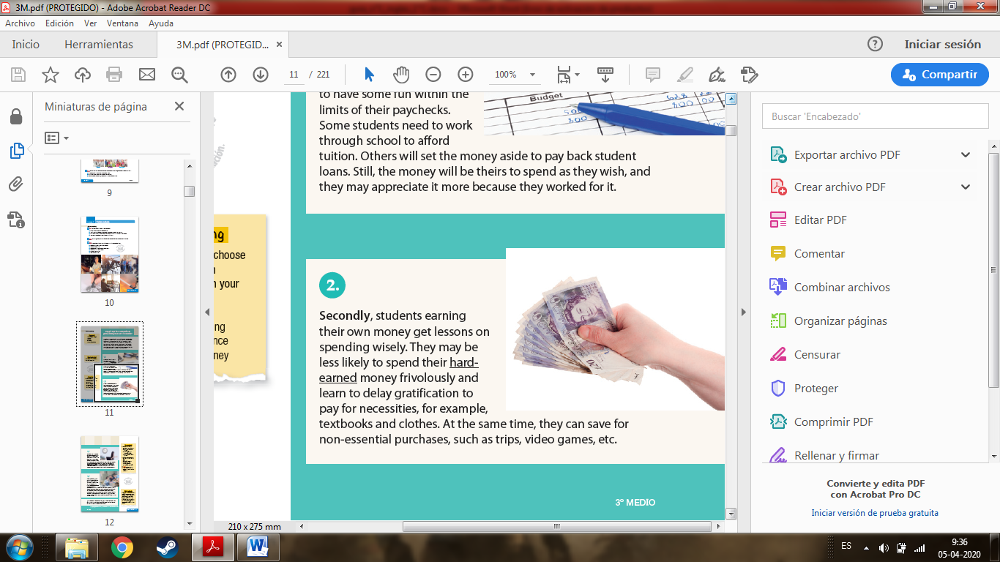 3M.pdf (PROTEGIDO) - Adobe Acrobat Reader DC
Archivo Edición Ver Ventana Ayuda
Inicio Herramientas 3M.pdf (PROTEGID... × Iniciar sesión
11 / 221 100% Compartir
Miniaturas de página
9
10
11
12
to have some fun within the
limits of their paychecks.
Some students need to work
through school to afford
tuition. Others will set the money aside to pay back student
loans. Still, the money will be theirs to spend as they wish, and
they may appreciate it more because they worked for it.
Budget
ción.
ng
choose
n your
ng
nce
ney
2.
Secondly, students earning
their own money get lessons on
spending wisely. They may be
less likely to spend their hard-
earned money frivolously and
learn to delay gratification to
pay for necessities, for example,
textbooks and clothes. At the same time, they can save for
non-essential purchases, such as trips, video games, etc.
3º MEDIO
210 x 275 mm
Buscar 'Encabezado'
Exportar archivo PDF
Crear archivo PDF
Editar PDF
Comentar
Combinar archivos
Organizar páginas
Censurar
Proteger
Comprimir PDF
Rellenar y firmar
Convierte y edita PDF
con Acrobat Pro DC
Iniciar versión de prueba gratuita
ES
9:36
05-04-2020